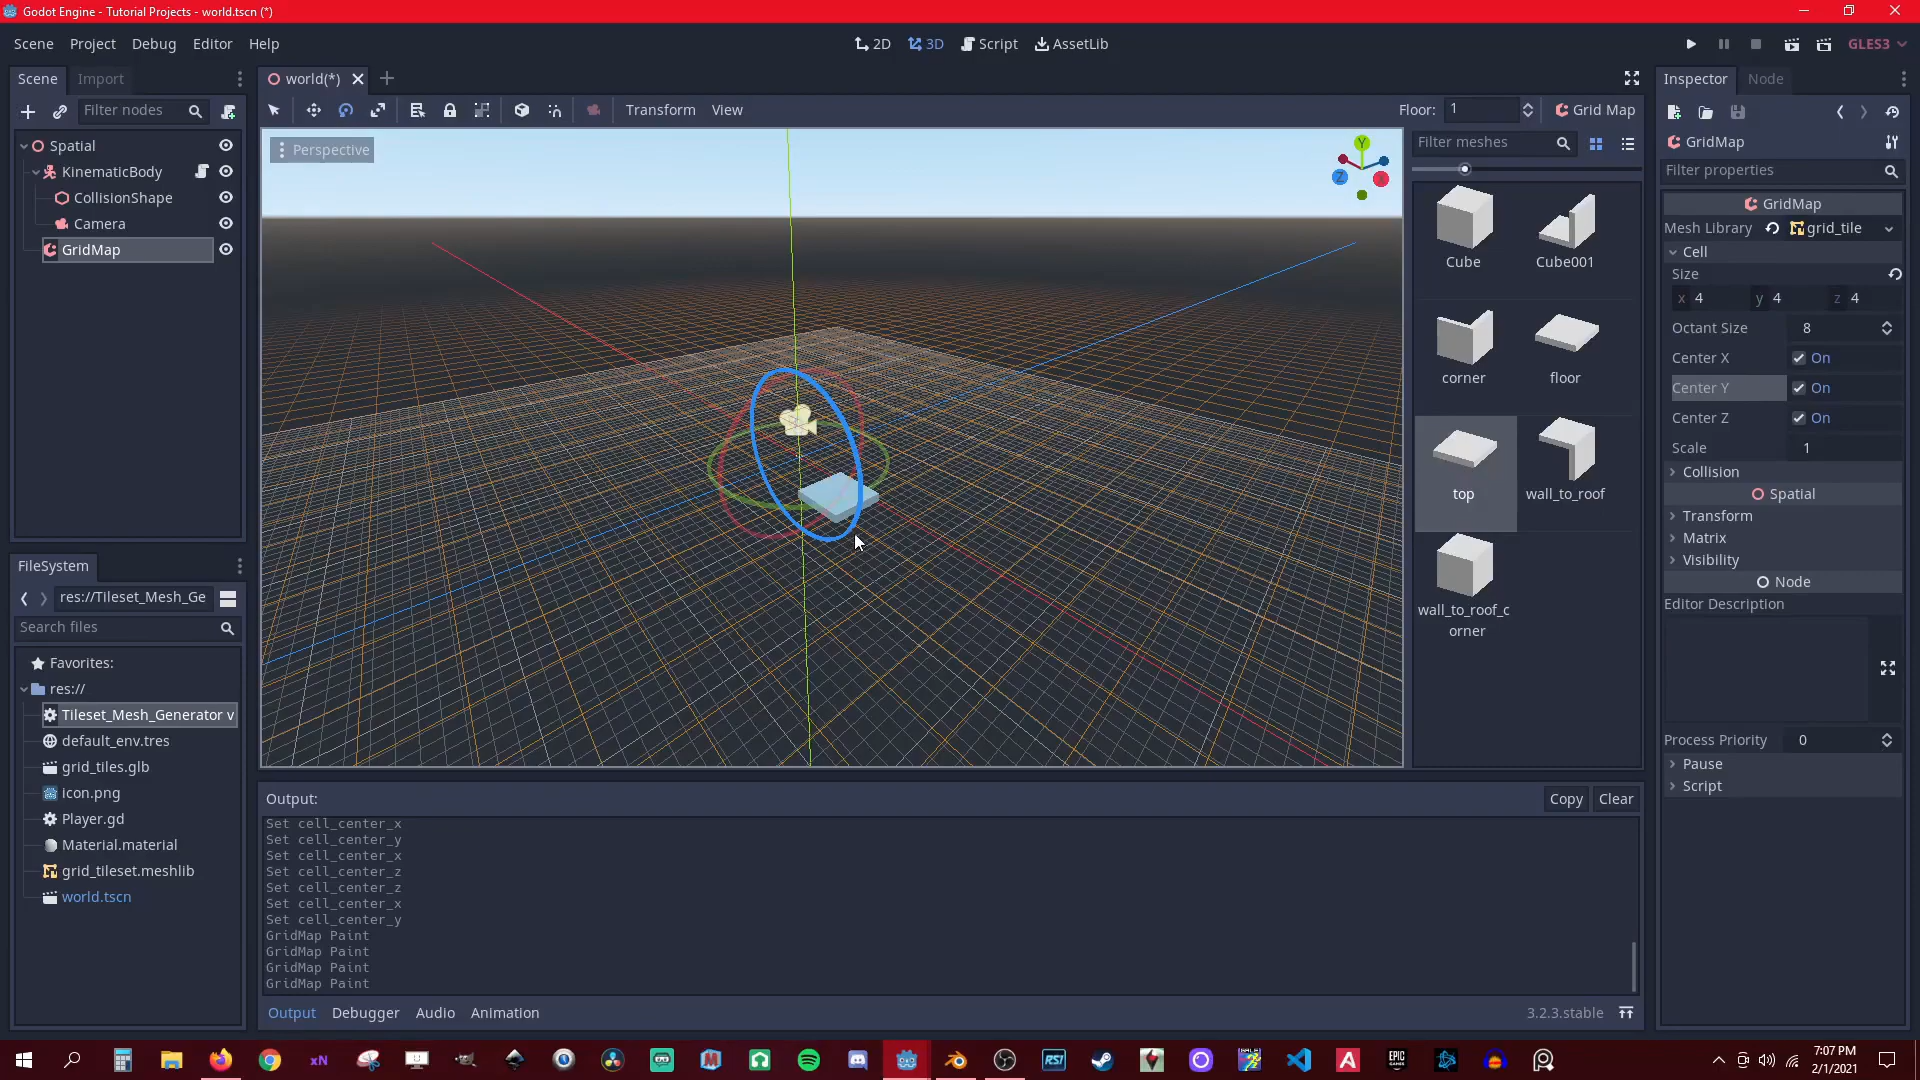 Godot Engine - Tutorial Projects - world.tscn (*)
Scene Project Debug Editor Help
2D 3D Script AssetLib
GLES3
Scene Import
Filter nodes
Spatial
KinematicBody
CollisionShape
Camera
GridMap
FileSystem
res://Tileset_Mesh_Ge
Search files
Favorites:
res://
Tileset_Mesh_Generator v
default_env.tres
grid_tiles.glb
icon.png
Player.gd
Material.material
grid_tileset.meshlib
world.tscn
world(*)
Transform View
Floor: 1 Grid Map
Perspective
Y
Z X
Filter meshes
Cube Cube001
corner floor
top wall_to_roof
wall_to_roof_c
orner
Output:
Copy Clear
Set cell_center_x
Set cell_center_y
Set cell_center_x
Set cell_center_z
Set cell_center_z
Set cell_center_x
Set cell_center_y
GridMap Paint
GridMap Paint
GridMap Paint
GridMap Paint
Output Debugger Audio Animation
3.2.3.stable
Inspector Node
GridMap
Filter properties
GridMap
Mesh Library grid_tile
Cell
Size
x 4 y 4 z 4
Octant Size 8
Center X On
Center Y On
Center Z On
Scale 1
Collision
Spatial
Transform
Matrix
Visibility
Node
Editor Description
Process Priority 0
Pause
Script
xN
RSI
EPIC
GAMES
7:07 PM
2/1/2021